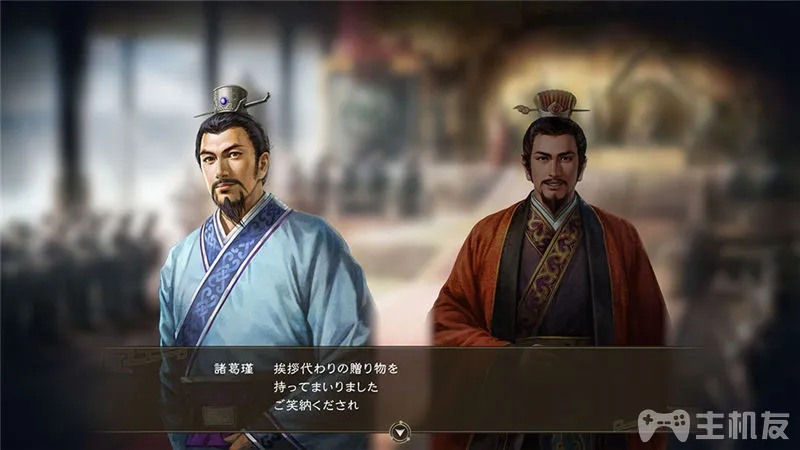 諸葛瑾
挨拶代わりの贈り物を
持ってまいりました
ご笑納くだされ
主机友